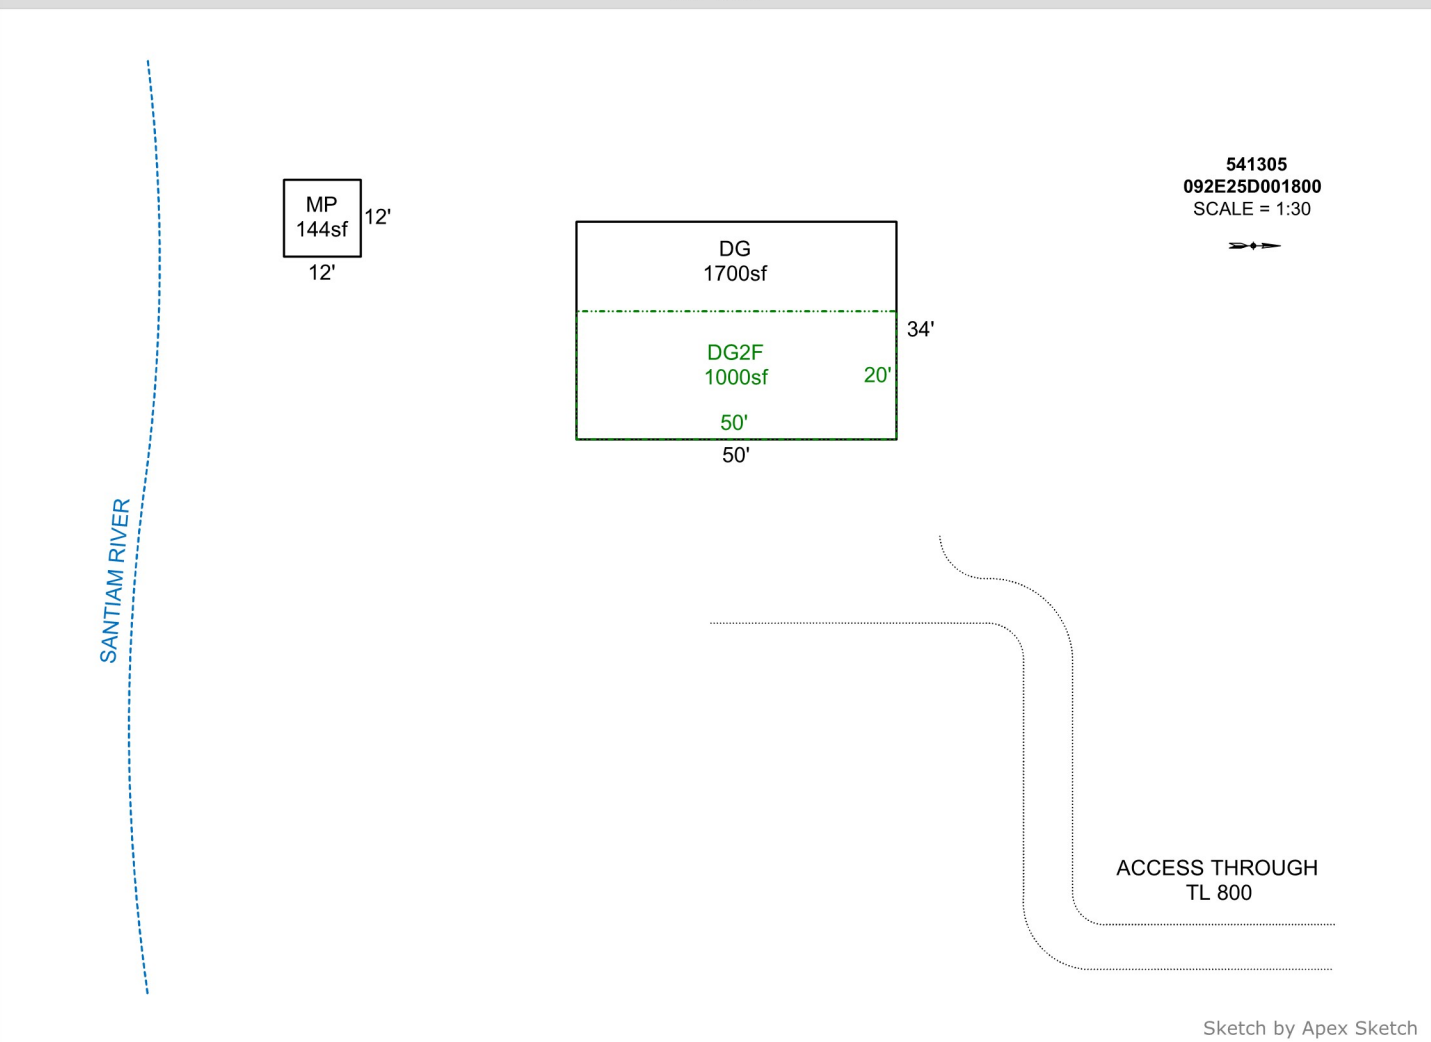 541305
092E25D001800
SCALE = 1:30
MP
144sf
12'
12'
DG
1700sf
34'
DG2F
1000sf
20'
50'
50'
SANTIAM RIVER
ACCESS THROUGH
TL 800
Sketch by Apex Sketch